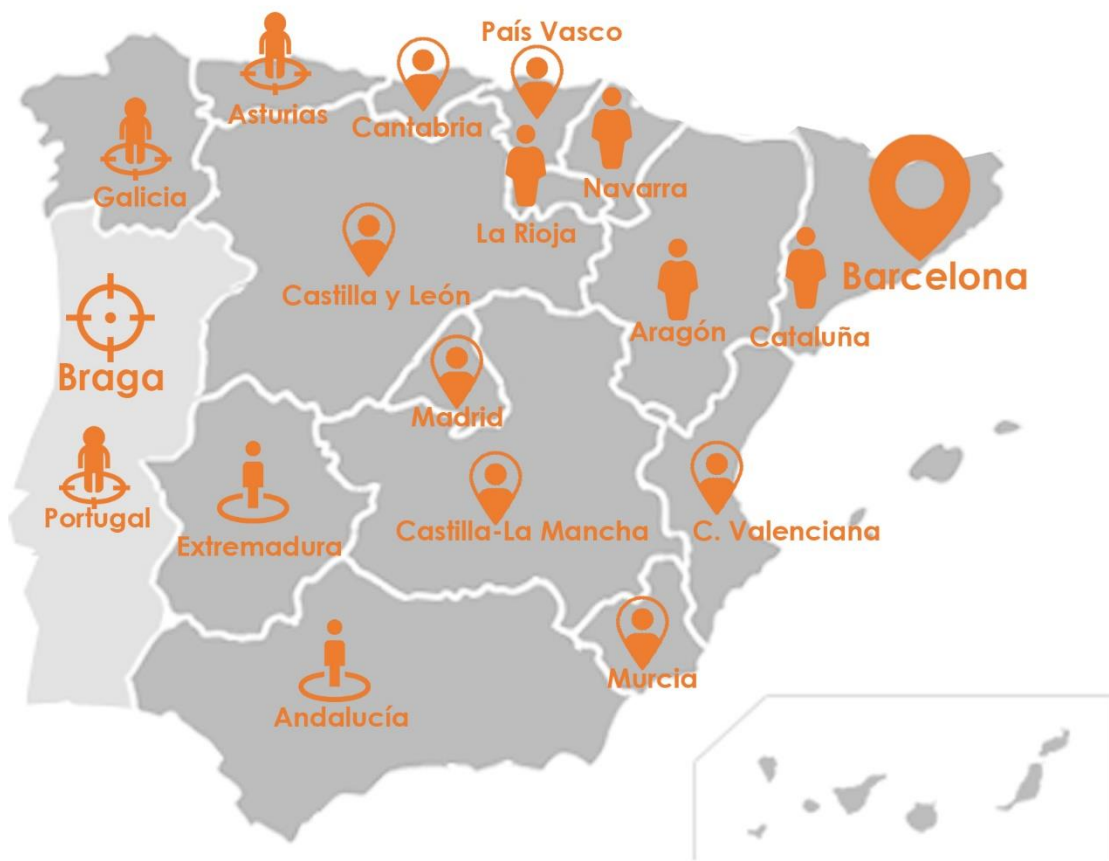 País Vasco
Asturias
Cantabria
Galicia
Navarra
La Rioja
Barcelona
Castilla y León
Aragón
Cataluña
Braga
Madrid
Portugal
Extremadura
Castilla-La Mancha
C. Valenciana
Murcia
Andalucía